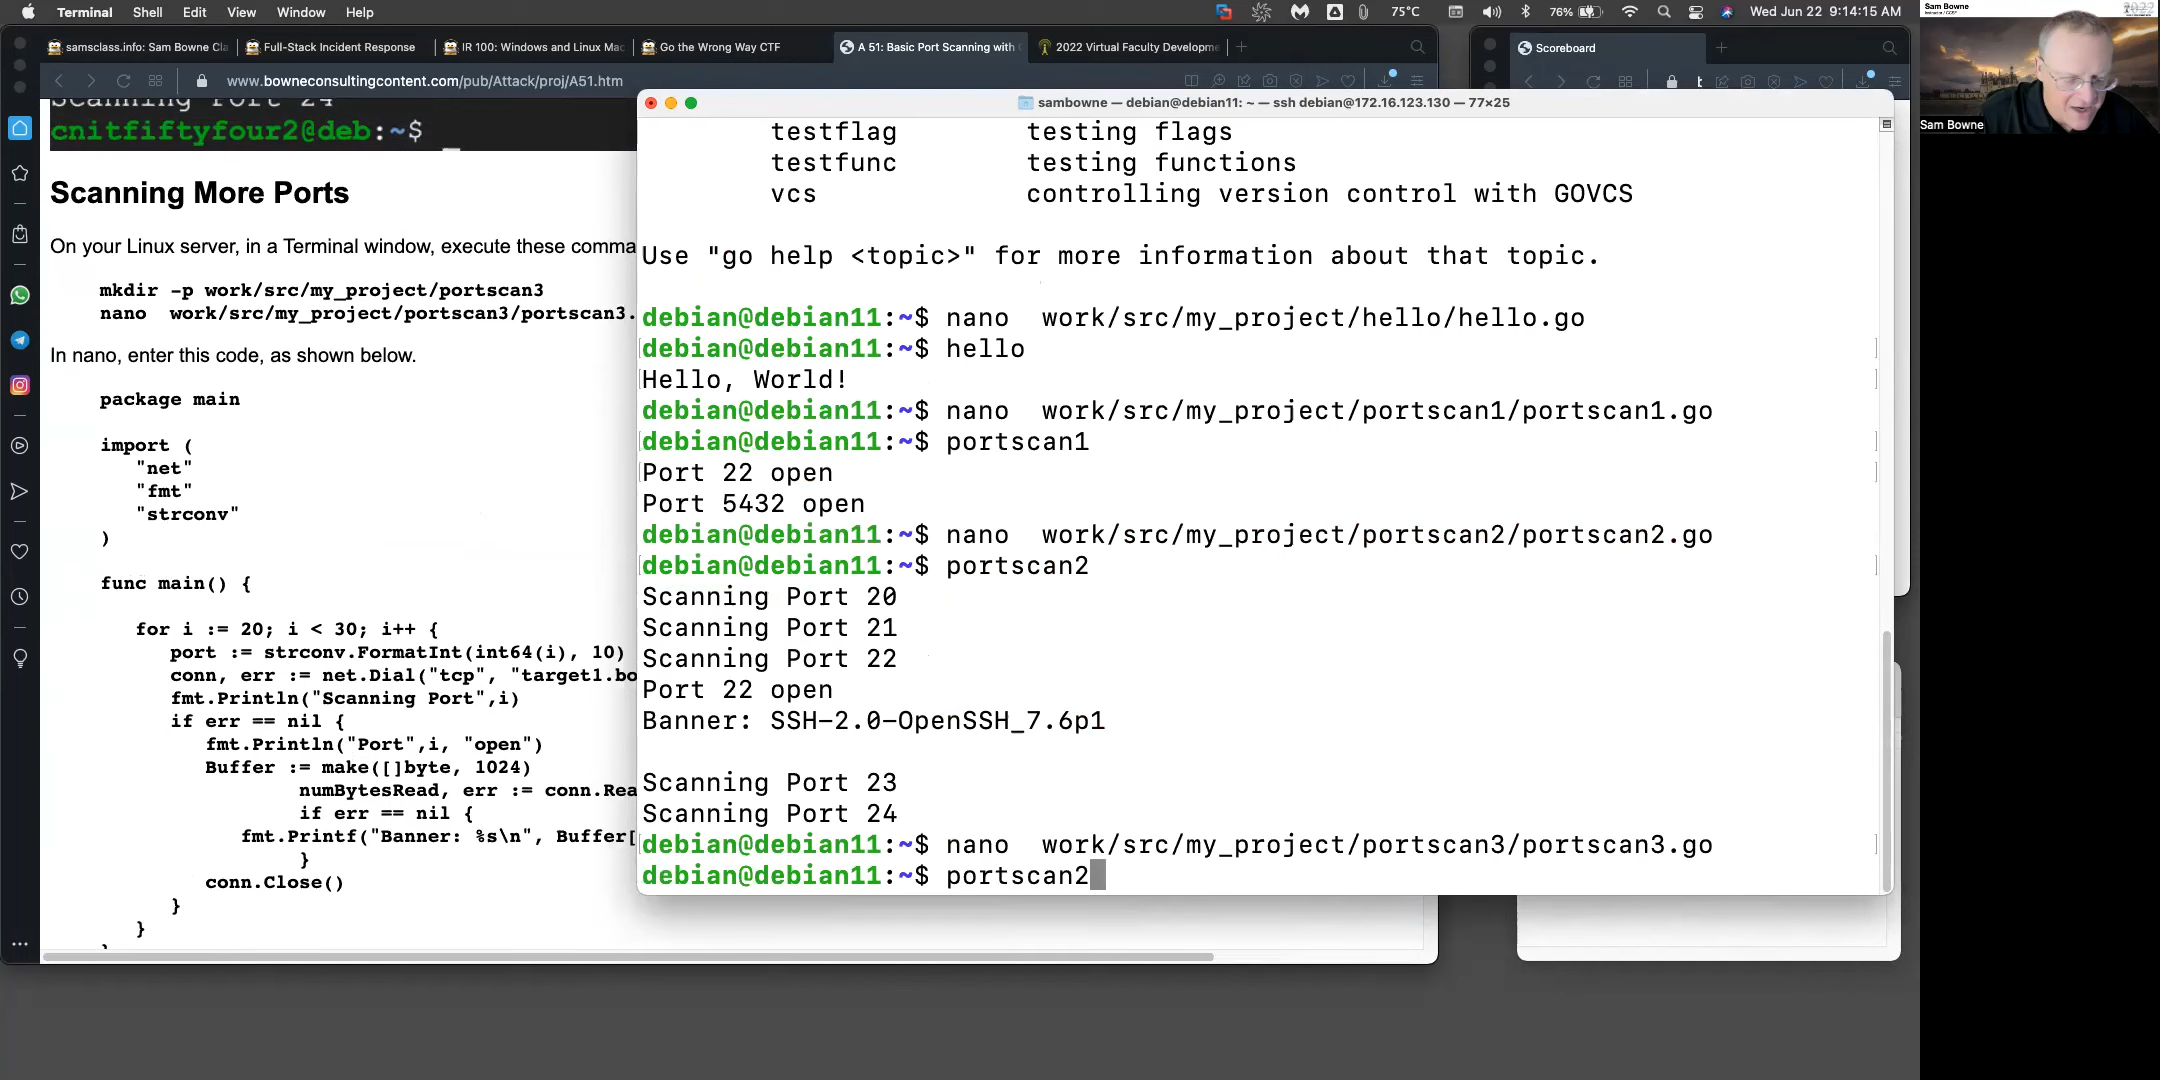 Terminal Shell Edit View Window Help 75°C 76% Wed Jun 22 9:14:15 AM
samsclass.info: Sam Bowne Cla Full-Stack Incident Response IR 100: Windows and Linux Mac Go the Wrong Way CTF A 51: Basic Port Scanning with 2022 Virtual Faculty Developme Scoreboard
www.bowneconsultingcontent.com/pub/Attack/proj/A51.htm
Scanning Port 24
cnitfiftyfour2@deb:~$
Scanning More Ports
On your Linux server, in a Terminal window, execute these comma
mkdir -p work/src/my_project/portscan3
nano work/src/my_project/portscan3/portscan3.
In nano, enter this code, as shown below.
package main
import (
"net"
"fmt"
"strconv"
)
func main() {
for i := 20; i < 30; i++ {
port := strconv.FormatInt(int64(i), 10)
conn, err := net.Dial("tcp", "target1.bo
fmt.Println("Scanning Port",i)
if err == nil {
fmt.Println("Port",i, "open")
Buffer := make([]byte, 1024)
numBytesRead, err := conn.Rea
if err == nil {
fmt.Printf("Banner: %s\n", Buffer[
}
conn.Close()
}
}
sambowne — debian@debian11: ~ — ssh debian@172.16.123.130 — 77×25
testflag testing flags
testfunc testing functions
vcs controlling version control with GOVCS
Use "go help <topic>" for more information about that topic.
debian@debian11:~$ nano work/src/my_project/hello/hello.go
debian@debian11:~$ hello
Hello, World!
debian@debian11:~$ nano work/src/my_project/portscan1/portscan1.go
debian@debian11:~$ portscan1
Port 22 open
Port 5432 open
debian@debian11:~$ nano work/src/my_project/portscan2/portscan2.go
debian@debian11:~$ portscan2
Scanning Port 20
Scanning Port 21
Scanning Port 22
Port 22 open
Banner: SSH-2.0-OpenSSH_7.6p1
Scanning Port 23
Scanning Port 24
debian@debian11:~$ nano work/src/my_project/portscan3/portscan3.go
debian@debian11:~$ portscan2
Sam Bowne
2022
Sam Bowne